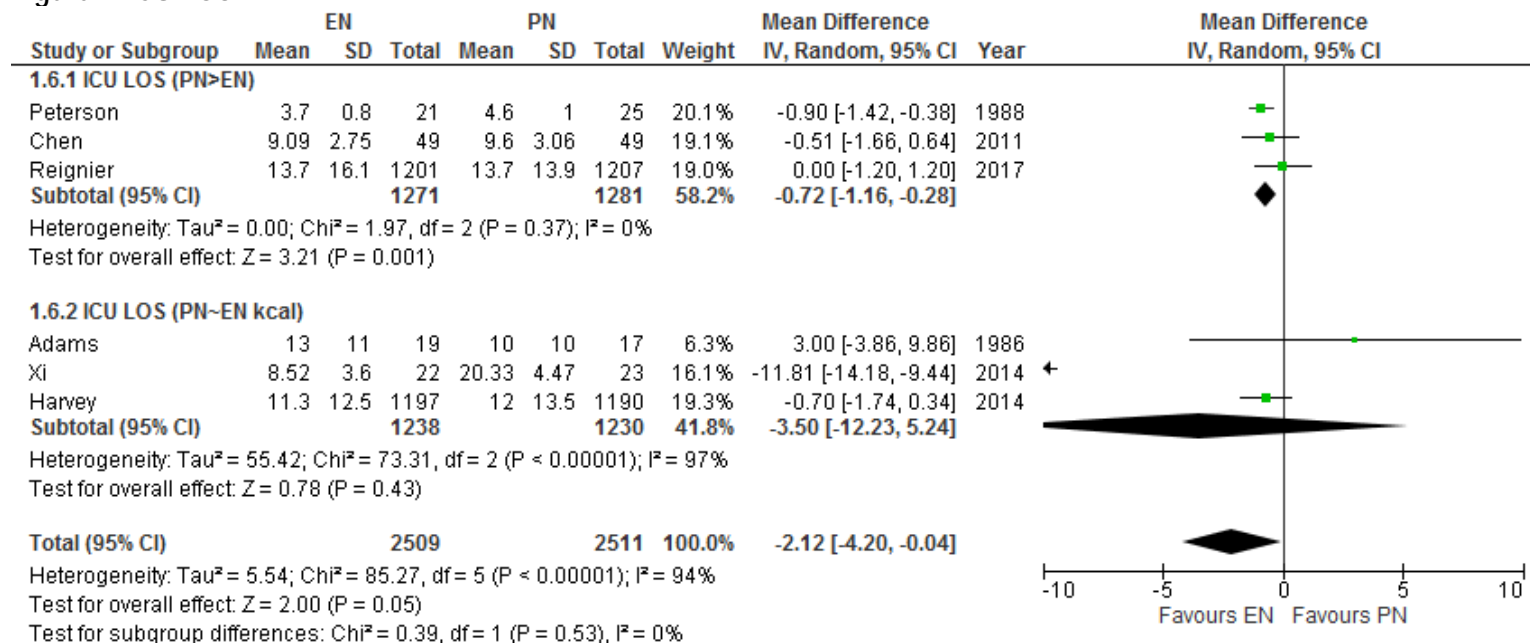 EN PN Mean Difference Mean Difference
Study or Subgroup Mean SD Total Mean SD Total Weight IV, Random, 95% CI Year IV, Random, 95% CI
1.6.1 ICU LOS (PN>EN)
Peterson 3.7 0.8 21 4.6 1 25 20.1% -0.90 [-1.42, -0.38] 1988
Chen 9.09 2.75 49 9.6 3.06 49 19.1% -0.51 [-1.66, 0.64] 2011
Reignier 13.7 16.1 1201 13.7 13.9 1207 19.0% 0.00 [-1.20, 1.20] 2017
Subtotal (95% CI) 1271 1281 58.2% -0.72 [-1.16, -0.28]
Heterogeneity: Tau² = 0.00; Chi² = 1.97, df = 2 (P = 0.37); I² = 0%
Test for overall effect: Z = 3.21 (P = 0.001)
1.6.2 ICU LOS (PN~EN kcal)
Adams 13 11 19 10 10 17 6.3% 3.00 [-3.86, 9.86] 1986
Xi 8.52 3.6 22 20.33 4.47 23 16.1% -11.81 [-14.18, -9.44] 2014
Harvey 11.3 12.5 1197 12 13.5 1190 19.3% -0.70 [-1.74, 0.34] 2014
Subtotal (95% CI) 1238 1230 41.8% -3.50 [-12.23, 5.24]
Heterogeneity: Tau² = 55.42; Chi² = 73.31, df = 2 (P < 0.00001); I² = 97%
Test for overall effect: Z = 0.78 (P = 0.43)
Total (95% CI) 2509 2511 100.0% -2.12 [-4.20, -0.04]
Heterogeneity: Tau² = 5.54; Chi² = 85.27, df = 5 (P < 0.00001); I² = 94%
Test for overall effect: Z = 2.00 (P = 0.05)
Test for subgroup differences: Chi² = 0.39, df = 1 (P = 0.53), I² = 0%
-10 -5 0 5 10
Favours EN Favours PN